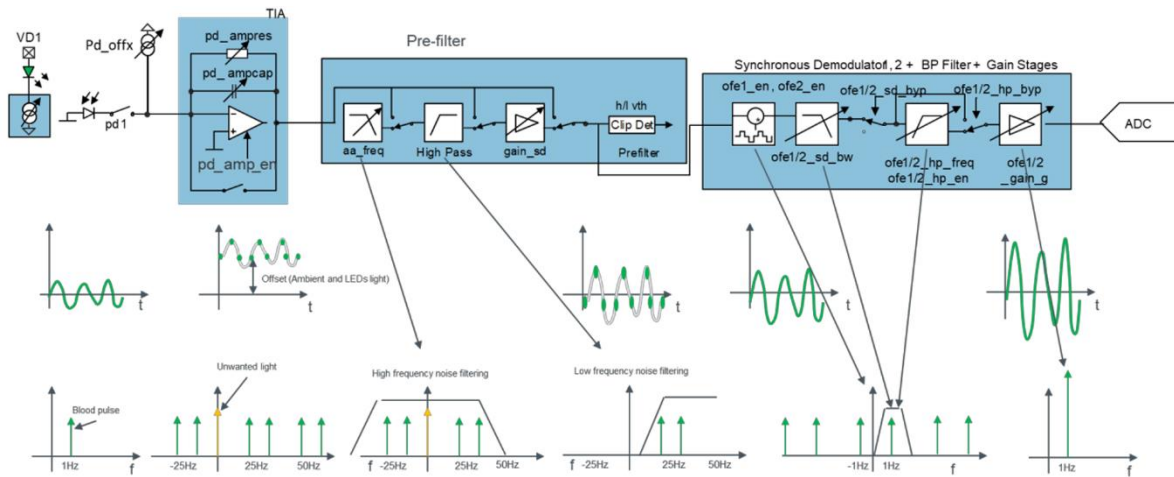 TIA
VD1
Pd_offx
pd_ampres
pd_ampcap
pd_amp_en
pd1
Pre-filter
aa_freq
High Pass
gain_sd
h/l vth
Clip Det
Prefilter
Synchronous Demodulator1, 2 + BP Filter + Gain Stages
ofe1_en , ofe2_en
ofe1/2_sd_byp
ofe1/2_hp_byp
ofe1/2_sd_bw
ofe1/2_hp_freq
ofe1/2_hp_en
ofe1/2
_gain_g
ADC
t
Offset (Ambient and LEDs light)
t
t
t
t
Blood pulse
1Hz
f
Unwanted light
-25Hz
25Hz
50Hz
f
High frequency noise filtering
f
-25Hz
25Hz
50Hz
Low frequency noise filtering
f
-25Hz
25Hz
50Hz
-1Hz
1Hz
f
1Hz
f